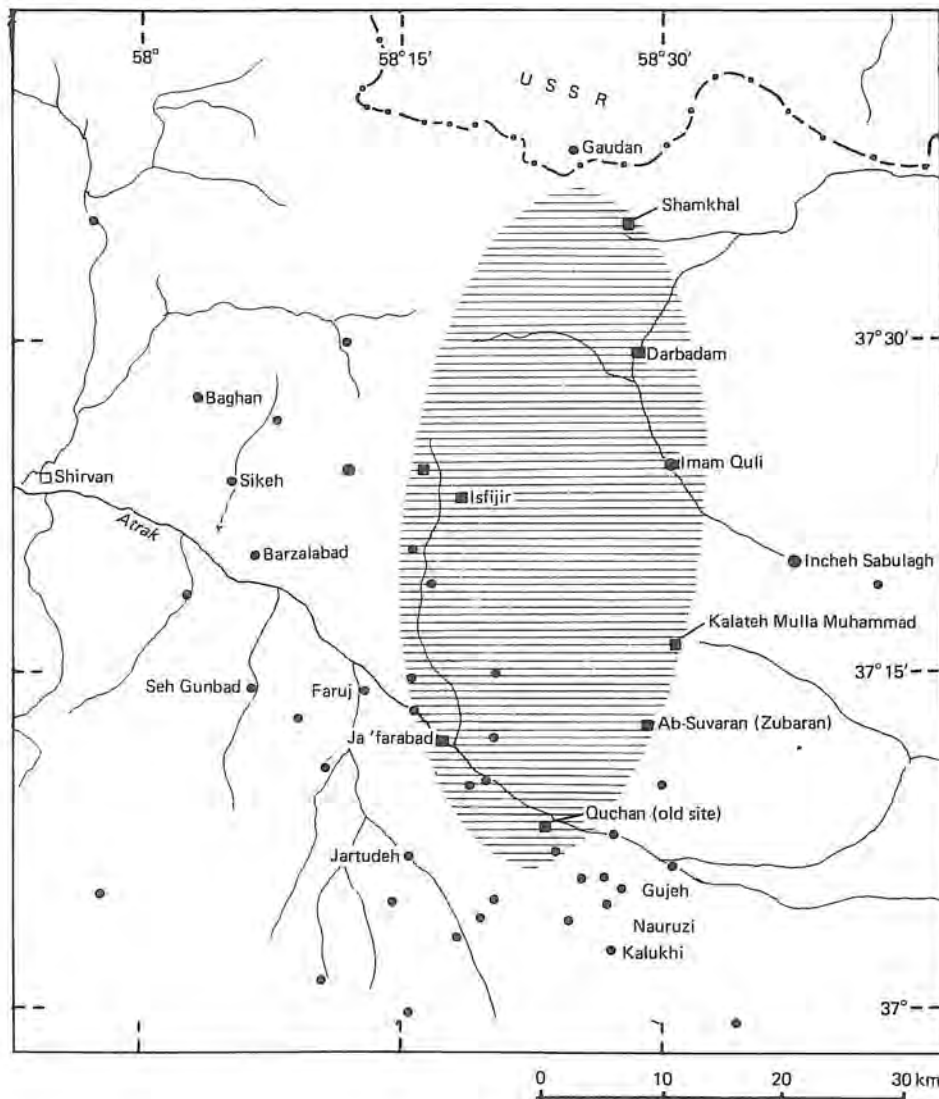 58°
58°15'
58°30'
USSR
Gaudan
Shamkhal
37°30'
Darbadam
Baghan
Imam Quli
Shirvan
Sikeh
Isfijir
Atrak
Barzalabad
Incheh Sabulagh
Kalateh Mulla Muhammad
37°15'
Seh Gunbad
Faruj
Ab-Suvaran (Zubaran)
Ja'farabad
Quchan (old site)
Jartudeh
Gujeh
Nauruzi
Kalukhi
37°
0 10 20 30 km